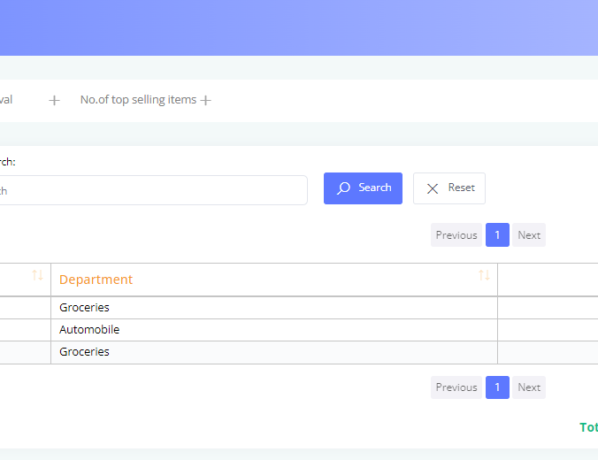 val No.of top selling items
rch:
ch Search Reset
Previous 1 Next
Department
Groceries
Automobile
Groceries
Previous 1 Next
Tot